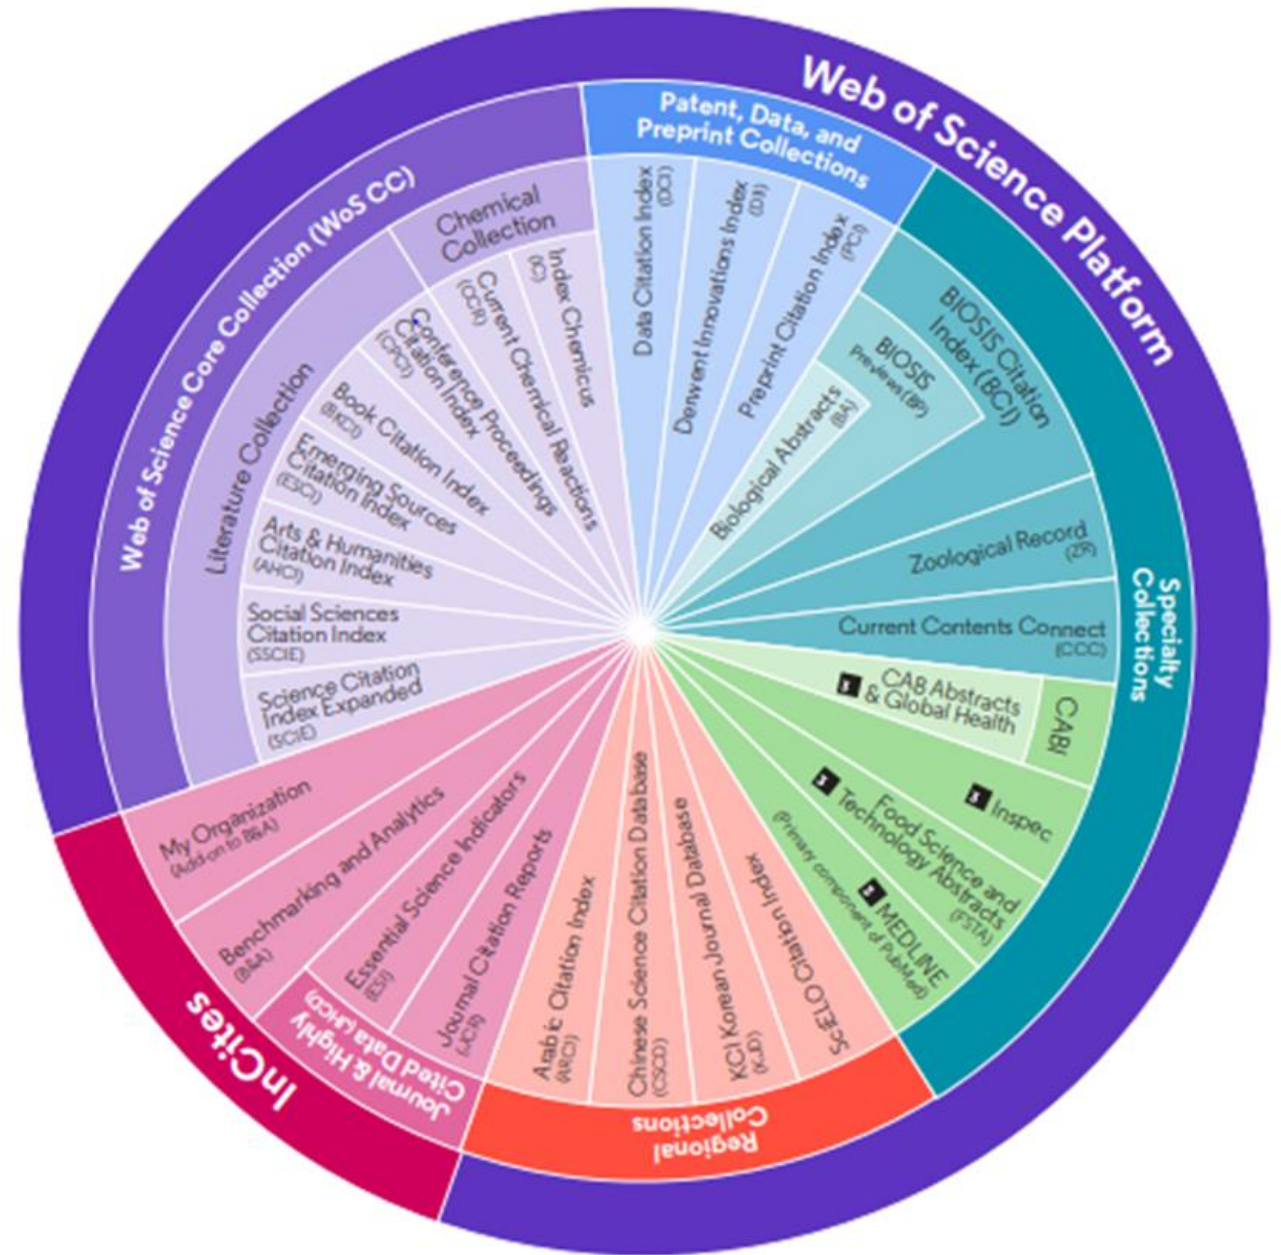 Web of Science Platform
Patent, Data, and
Preprint Collections
Data Citation Index
(DCI)
Derwent Innovations Index
(DII)
Preprint Citation Index
(PCI)
Specialty
Collections
BIOSIS Citation
Index (BCI)
BIOSIS
Previews (BP)
Biological Abstracts
(BA)
Zoological Record
(ZR)
Current Contents Connect
(CCC)
CABI
CAB Abstracts
& Global Health
Inspec
Food Science and
Technology Abstracts
(FSTA)
MEDLINE
(Primary component of PubMed)
Regional
Collections
SciELO Citation Index
KCI Korean Journal Database
(KJD)
Chinese Science Citation Database
(CSCD)
Arabic Citation Index
(ARCI)
InCites
Journal & Highly
Cited Data (JHCD)
Journal Citation Reports
(JCR)
Essential Science Indicators
(ESI)
Benchmarking and Analytics
(B&A)
My Organization
(Add-on to B&A)
Web of Science Core Collection (WoS CC)
Literature Collection
Science Citation
Index Expanded
(SCIE)
Social Sciences
Citation Index
(SSCIE)
Arts & Humanities
Citation Index
(AHCI)
Emerging Sources
Citation Index
(ESCI)
Book Citation Index
(BKCI)
Conference Proceedings
Citation Index
(CPCI)
Chemical
Collection
Current Chemical Reactions
(CCR)
Index Chemicus
(IC)